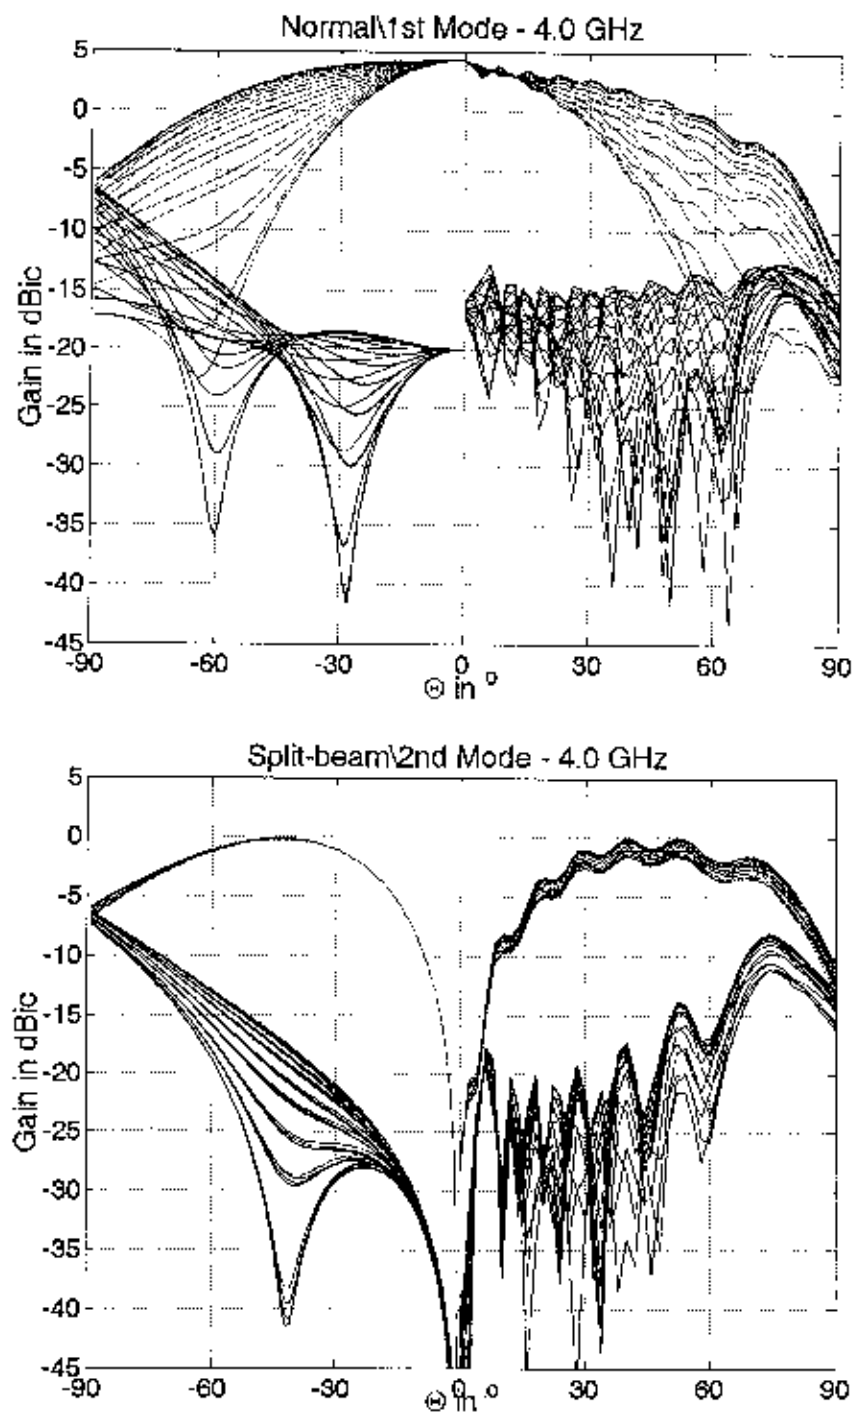 Normal\1st Mode - 4.0 GHz
5
0
-5
-10
-15
-20
-25
-30
-35
-40
-45
Gain in dBic
-90 -60 -30 0 30 60 90
Θ in °
Split-beam\2nd Mode - 4.0 GHz
5
0
-5
-10
-15
-20
-25
-30
-35
-40
-45
Gain in dBic
-90 -60 -30 0 30 60 90
Θ in °